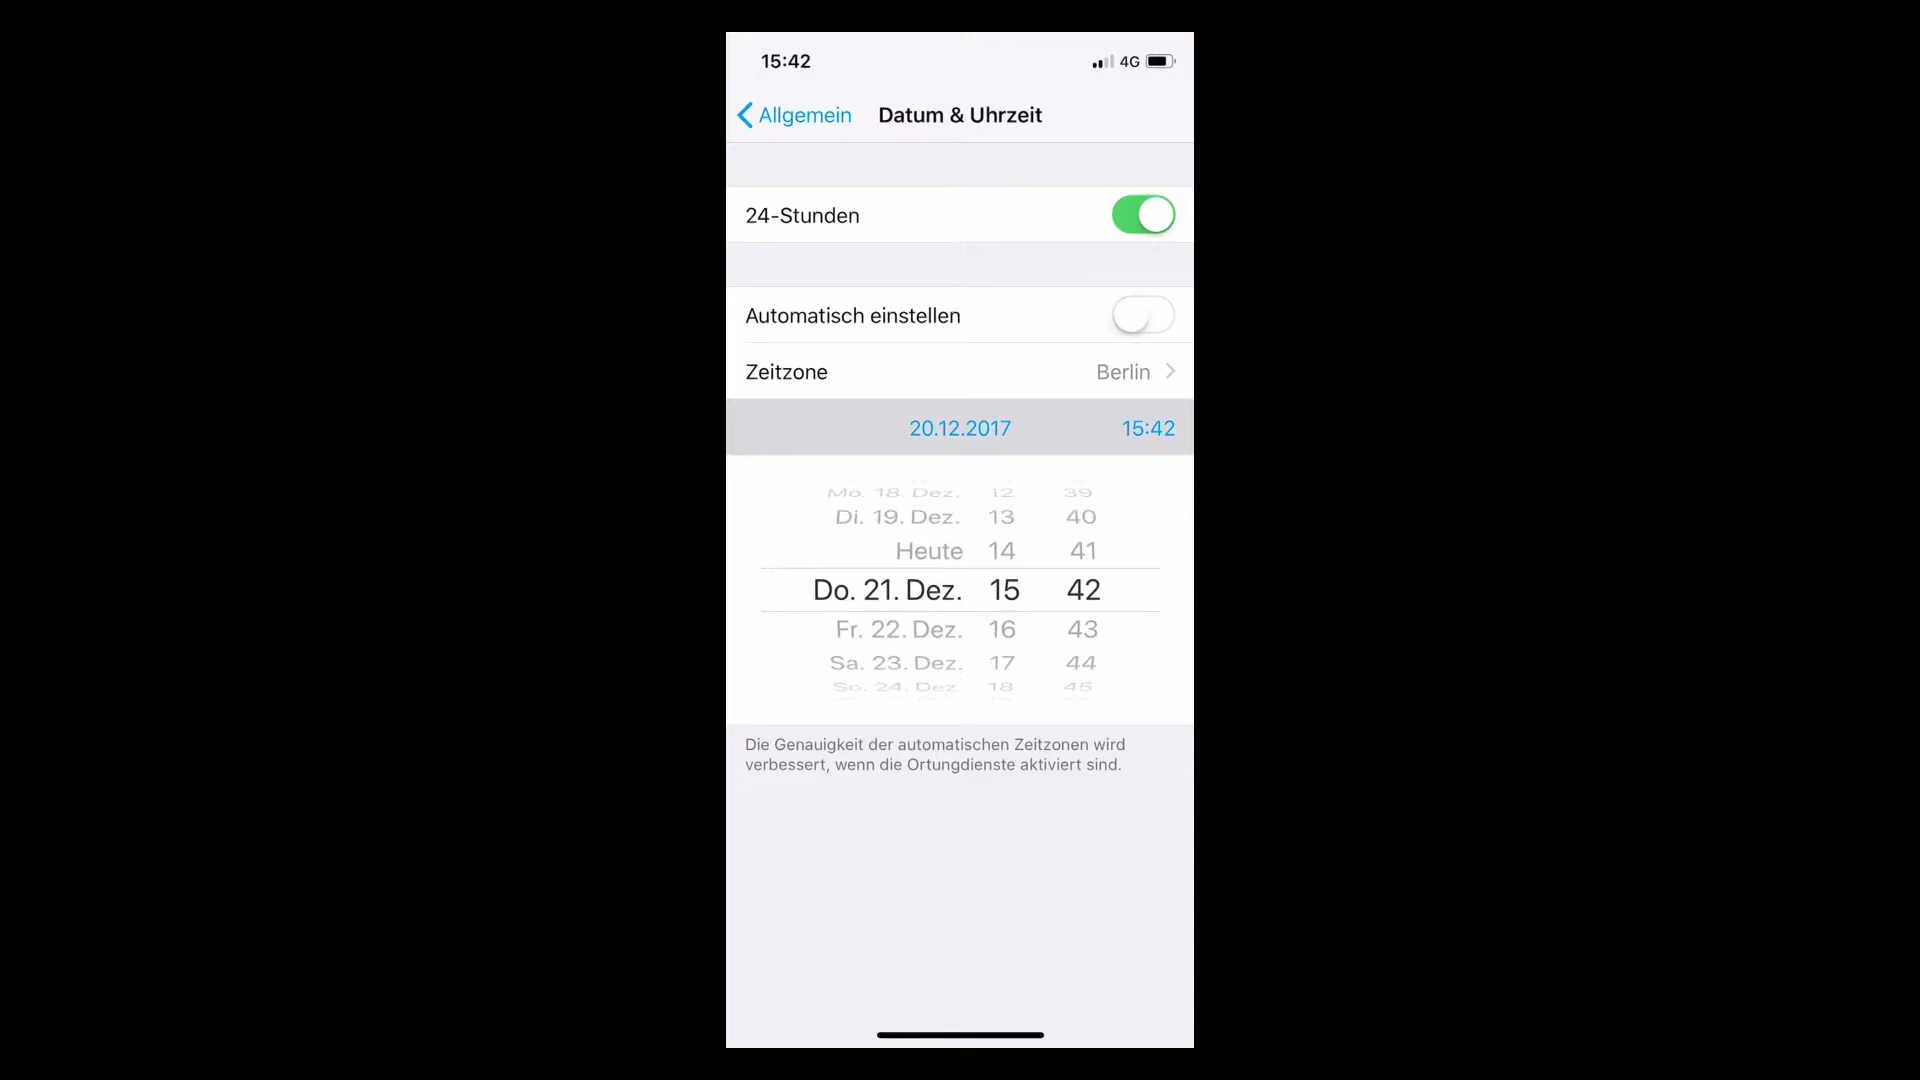 15:42 4G
Allgemein Datum & Uhrzeit
24-Stunden
Automatisch einstellen
Zeitzone Berlin
20.12.2017 15:42
Mo. 18. Dez. 12 39
Di. 19. Dez. 13 40
Heute 14 41
Do. 21. Dez. 15 42
Fr. 22. Dez. 16 43
Sa. 23. Dez. 17 44
So. 24. Dez. 18 45
Die Genauigkeit der automatischen Zeitzonen wird
verbessert, wenn die Ortungdienste aktiviert sind.